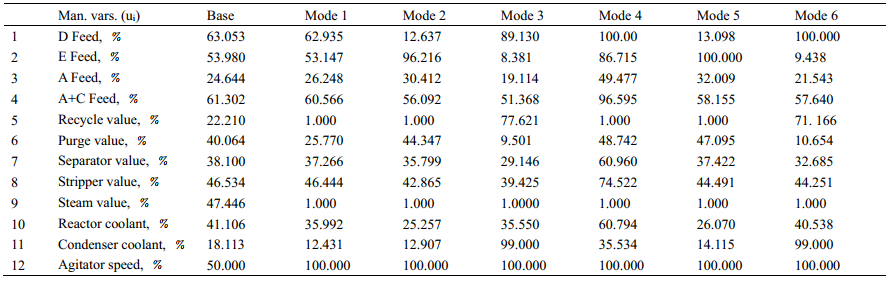 Man. vars. (ui) Base Mode 1 Mode 2 Mode 3 Mode 4 Mode 5 Mode 6
1 D Feed, % 63.053 62.935 12.637 89.130 100.00 13.098 100.000
2 E Feed, % 53.980 53.147 96.216 8.381 86.715 100.000 9.438
3 A Feed, % 24.644 26.248 30.412 19.114 49.477 32.009 21.543
4 A+C Feed, % 61.302 60.566 56.092 51.368 96.595 58.155 57.640
5 Recycle value, % 22.210 1.000 1.000 77.621 1.000 1.000 71. 166
6 Purge value, % 40.064 25.770 44.347 9.501 48.742 47.095 10.654
7 Separator value, % 38.100 37.266 35.799 29.146 60.960 37.422 32.685
8 Stripper value, % 46.534 46.444 42.865 39.425 74.522 44.491 44.251
9 Steam value, % 47.446 1.000 1.000 1.0000 1.000 1.000 1.000
10 Reactor coolant, % 41.106 35.992 25.257 35.550 60.794 26.070 40.538
11 Condenser coolant, % 18.113 12.431 12.907 99.000 35.534 14.115 99.000
12 Agitator speed, % 50.000 100.000 100.000 100.000 100.000 100.000 100.000